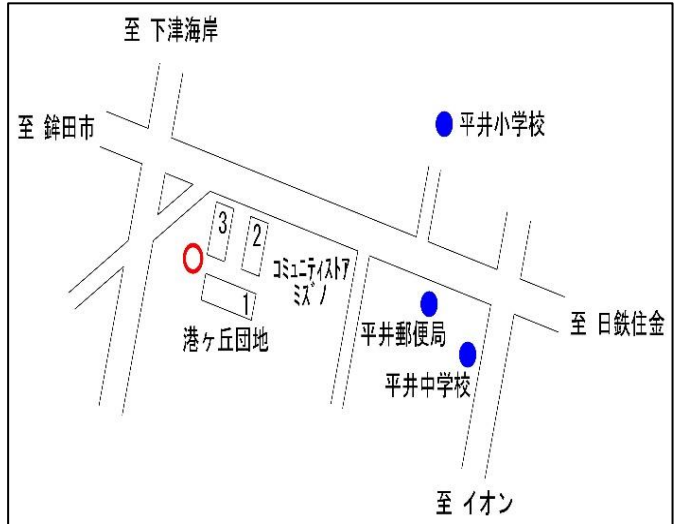 至 下津海岸
至 鉾田市
平井小学校
3
2
コミュニティストア
ミズノ
1
港ヶ丘団地
平井郵便局
至 日鉄住金
平井中学校
至 イオン